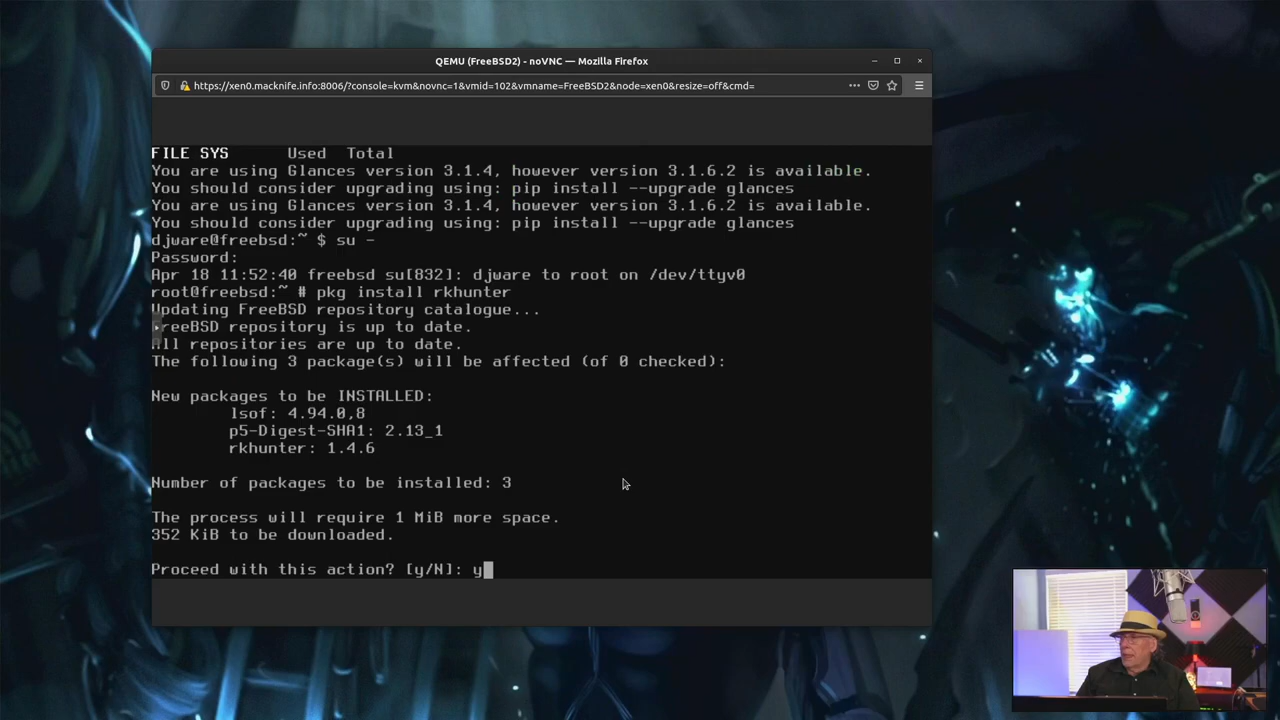 QEMU (FreeBSD2) - noVNC — Mozilla Firefox
https://xen0.macknife.info:8006/?console=kvm&novnc=1&vmid=102&vmname=FreeBSD2&node=xen0&resize=off&cmd=
FILE SYS Used Total
You are using Glances version 3.1.4, however version 3.1.6.2 is available.
You should consider upgrading using: pip install --upgrade glances
You are using Glances version 3.1.4, however version 3.1.6.2 is available.
You should consider upgrading using: pip install --upgrade glances
djware@freebsd:~ $ su -
Password:
Apr 18 11:52:40 freebsd su[832]: djware to root on /dev/ttyv0
root@freebsd:~ # pkg install rkhunter
Updating FreeBSD repository catalogue...
reeBSD repository is up to date.
ll repositories are up to date.
The following 3 package(s) will be affected (of 0 checked):
New packages to be INSTALLED:
lsof: 4.94.0,8
p5-Digest-SHA1: 2.13_1
rkhunter: 1.4.6
Number of packages to be installed: 3
The process will require 1 MiB more space.
352 KiB to be downloaded.
Proceed with this action? [y/N]: y